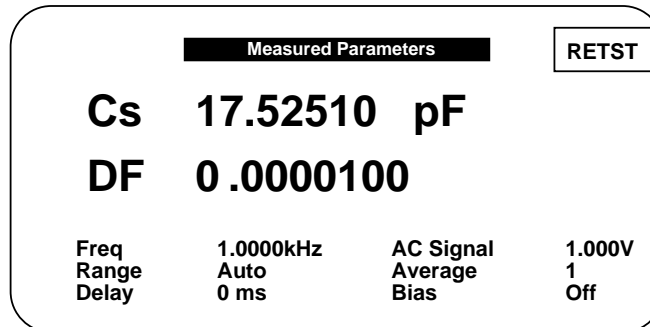 Measured Parameters
RETST
Cs 17.52510 pF
DF 0.0000100
Freq 1.0000kHz AC Signal 1.000V
Range Auto Average 1
Delay 0 ms Bias Off